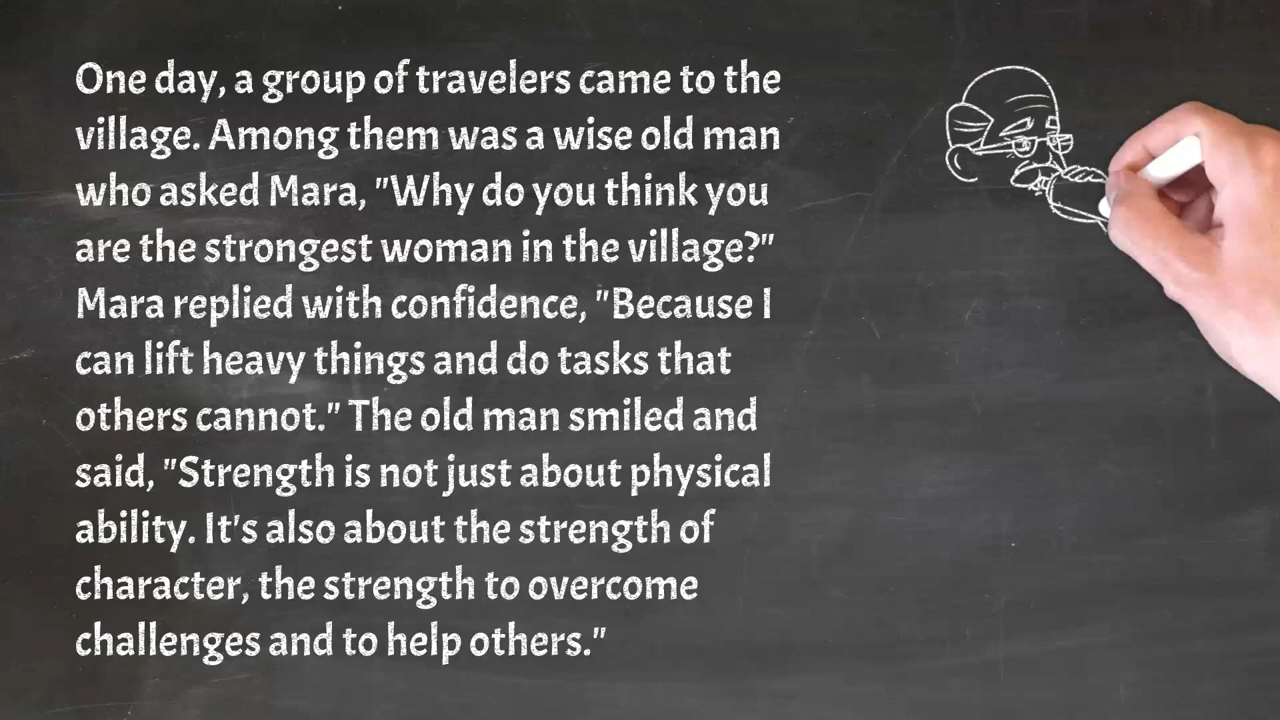 One day, a group of travelers came to the
village. Among them was a wise old man
who asked Mara, "Why do you think you
are the strongest woman in the village?"
Mara replied with confidence, "Because I
can lift heavy things and do tasks that
others cannot." The old man smiled and
said, "Strength is not just about physical
ability. It's also about the strength of
character, the strength to overcome
challenges and to help others."